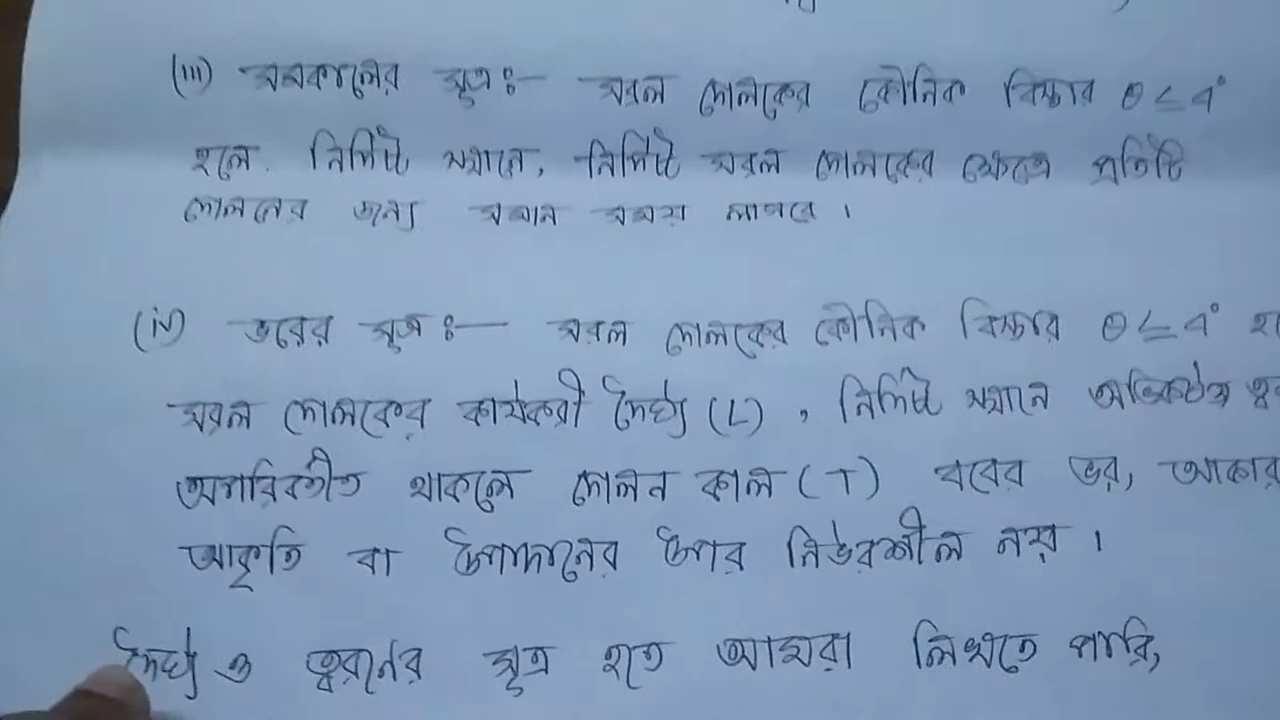 (iii) সমকালের সূত্র :— সরল দোলকের কৌনিক বিস্তার θ ≤ 4°
হলে. নির্দিষ্ট স্থানে, নির্দিষ্ট সরল দোলকের ক্ষেত্রে প্রতিটি
দোলনের জন্য সমান সময় লাগবে ।
(iv) ভরের সূত্র :— সরল দোলকের কৌনিক বিস্তার θ ≤ 4°
সরল দোলকের কার্যকরী দৈর্ঘ্য (L) , নির্দিষ্ট স্থানে অভিকর্ষজ
অপরিবর্তীত থাকলে দোলন কাল (T) ববের ভর, আকার
আকৃতি বা উপাদানের উপর নির্ভরশীল নয় ।
দৈর্ঘ্য ও ত্বরনের সূত্র হতে আমরা লিখতে পারি,